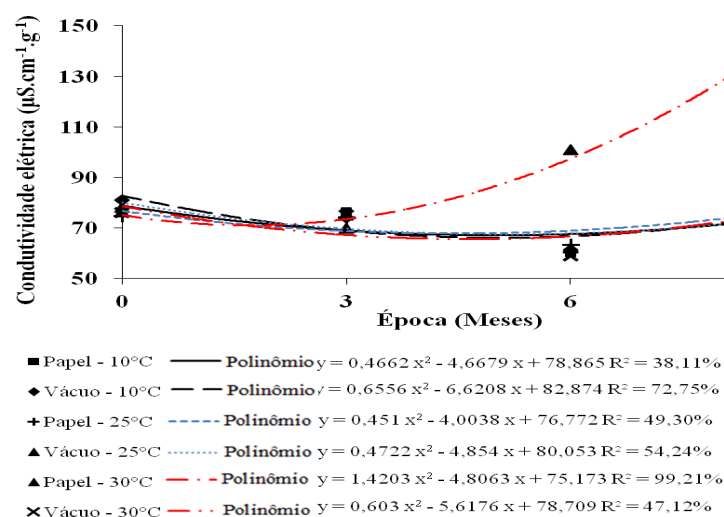 150
130
110
90
70
50
Condutividade elétrica (µS.cm⁻¹.g⁻¹)
0
3
6
Época (Meses)
Papel - 10°C Polinômio y = 0,4662 x² - 4,6679 x + 78,865 R² = 38,11%
Vácuo - 10°C Polinômio y = 0,6556 x² - 6,6208 x + 82,874 R² = 72,75%
Papel - 25°C Polinômio y = 0,451 x² - 4,0038 x + 76,772 R² = 49,30%
Vácuo - 25°C Polinômio y = 0,4722 x² - 4,854 x + 80,053 R² = 54,24%
Papel - 30°C Polinômio y = 1,4203 x² - 4,8063 x + 75,173 R² = 99,21%
Vácuo - 30°C Polinômio y = 0,603 x² - 5,6176 x + 78,709 R² = 47,12%